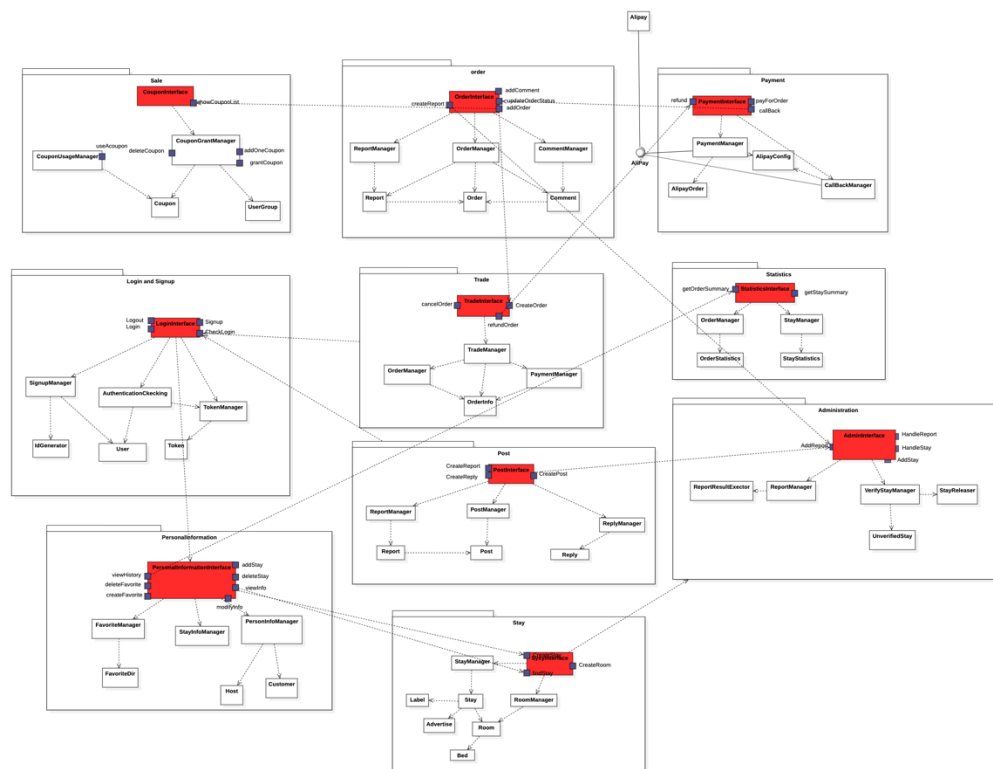 Alipay
Sale
CouponInterface
showCouponList
CouponGrantManager
useAcoupon
CouponUsageManager
deleteCoupon
addOneCoupon
grantCoupon
Coupon
UserGroup
order
addComment
OrderInterface
createReport
updateOrderStatus
addOrder
ReportManager
OrderManager
CommentManager
Report
Order
Comment
Payment
refund
PaymentInterface
payForOrder
callBack
PaymentManager
AliPay
AlipayConfig
AlipayOrder
CallBackManager
Login and Signup
Logout
Login
LoginInterface
Signup
CheckLogin
SignupManager
AuthenticationCkecking
TokenManager
IdGenerator
User
Token
Trade
cancelOrder
TradeInterface
CreateOrder
refundOrder
TradeManager
OrderManager
PaymentManager
OrderInfo
Statistics
getOrderSummary
StatisticsInterface
getStaySummary
OrderManager
StayManager
OrderStatistics
StayStatistics
Administration
AddReport
AdminInterface
HandleReport
HandleStay
AddStay
ReportResultExector
ReportManager
VerifyStayManager
StayReleaser
UnverifiedStay
Post
CreateReport
CreateReply
PostInterface
CreatePost
ReportManager
PostManager
ReplyManager
Report
Post
Reply
PersonalInformation
PersonalInformationInterface
addStay
viewHistory
deleteStay
deleteFavorite
viewInfo
createFavorite
modifyInfo
FavoriteManager
StayInfoManager
PersonInfoManager
FavoriteDir
Host
Customer
Stay
StayManager
CreateRoom
Label
Stay
RoomManager
Advertise
Room
Bed